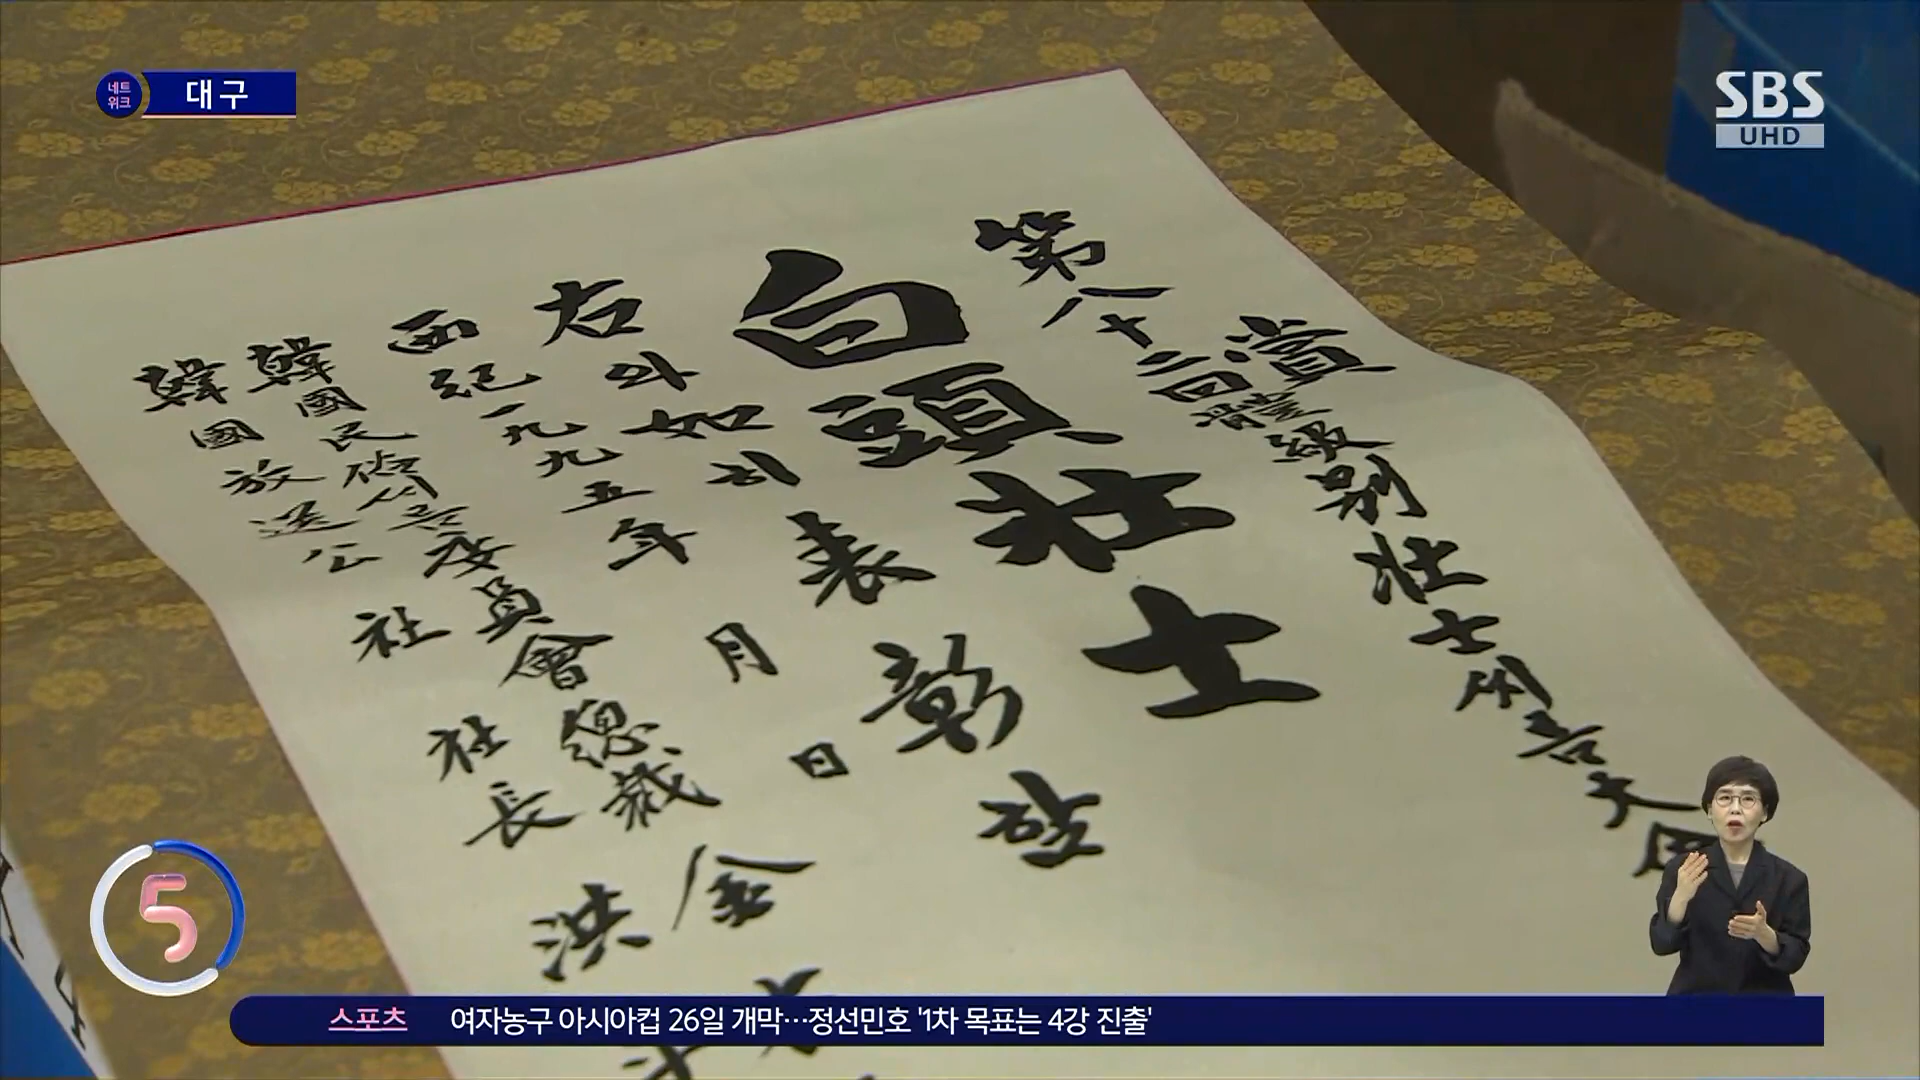 네트
워크
대구
SBS
UHD
賞
第八十二回體級別壯士씨름大
白頭壯士
右와如히表彰함
西紀一九九五年 月 日
韓國民俗씨름委員會總裁 金
韓國放送公社 社長 洪
5
스포츠
여자농구 아시아컵 26일 개막…정선민호 '1차 목표는 4강 진출'